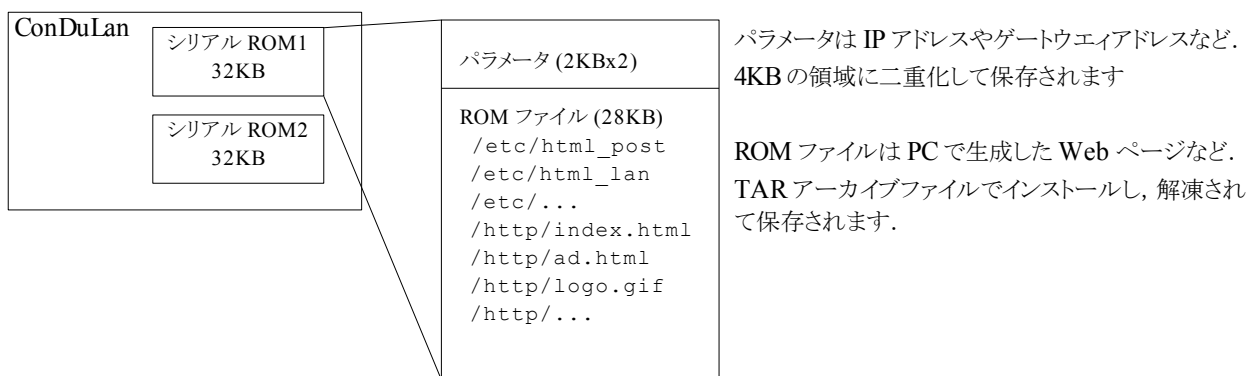 ConDuLan
シリアル ROM1
32KB
シリアル ROM2
32KB
パラメータ (2KBx2)
ROM ファイル (28KB)
/etc/html_post
/etc/html_lan
/etc/...
/http/index.html
/http/ad.html
/http/logo.gif
/http/...
パラメータは IP アドレスやゲートウエィアドレスなど.
4KB の領域に二重化して保存されます
ROM ファイルは PC で生成した Web ページなど.
TAR アーカイブファイルでインストールし, 解凍され
て保存されます.